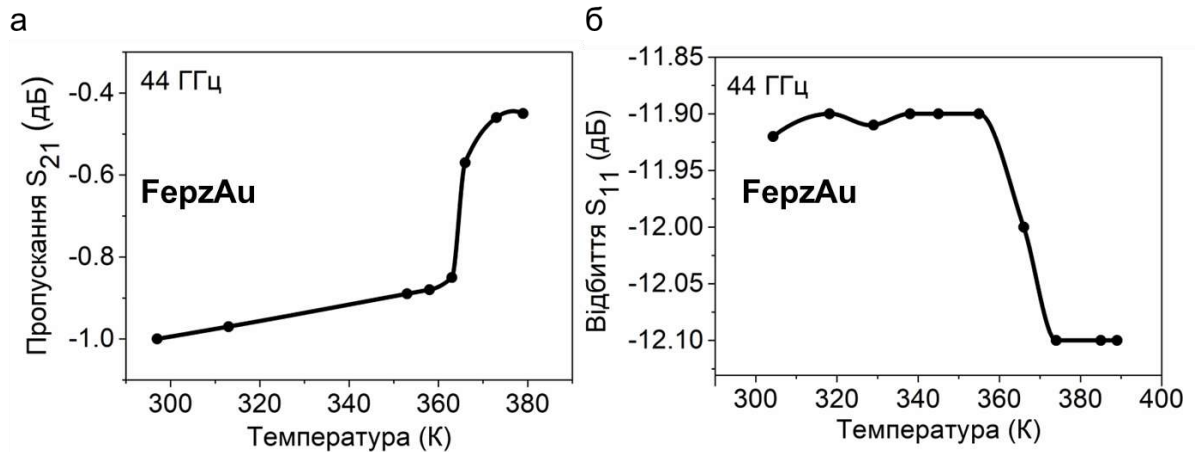 а
44 ГГц
FepzAu
Пропускання S21 (дБ)
-0.4
-0.6
-0.8
-1.0
300 320 340 360 380
Температура (К)
б
44 ГГц
FepzAu
Відбиття S11 (дБ)
-11.85
-11.90
-11.95
-12.00
-12.05
-12.10
300 320 340 360 380 400
Температура (К)